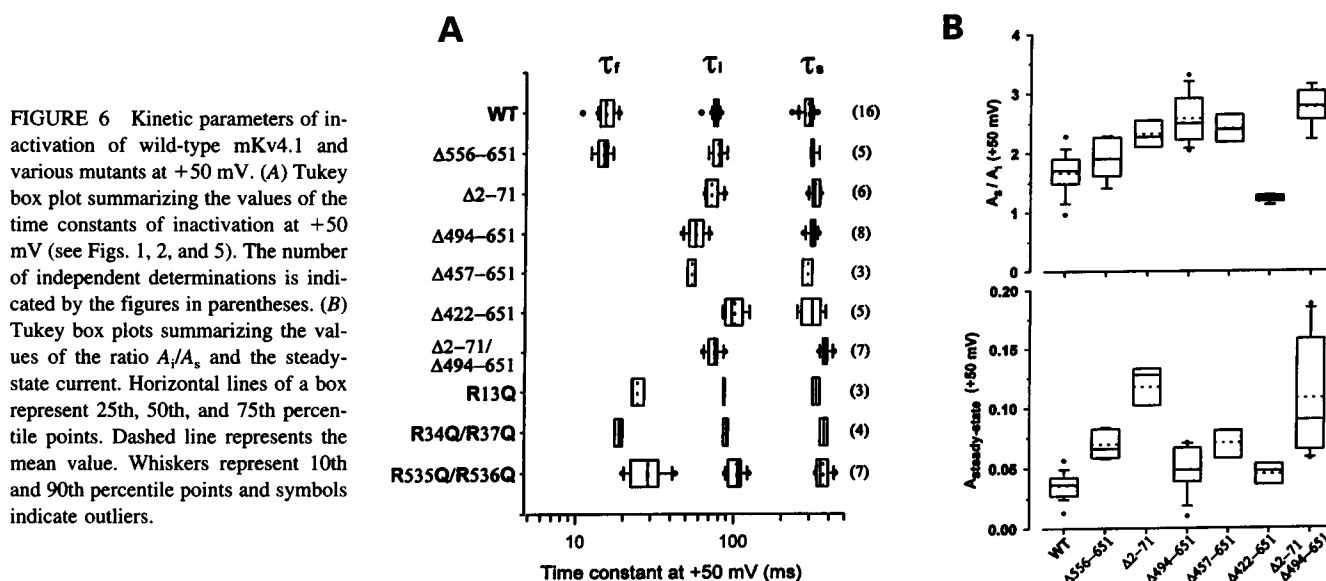 FIGURE 6 Kinetic parameters of in-
activation of wild-type mKv4.1 and
various mutants at +50 mV. (A) Tukey
box plot summarizing the values of the
time constants of inactivation at +50
mV (see Figs. 1, 2, and 5). The number
of independent determinations is indi-
cated by the figures in parentheses. (B)
Tukey box plots summarizing the val-
ues of the ratio Ai/As and the steady-
state current. Horizontal lines of a box
represent 25th, 50th, and 75th percen-
tile points. Dashed line represents the
mean value. Whiskers represent 10th
and 90th percentile points and symbols
indicate outliers.
A
τf τi τs
WT (16)
Δ556–651 (5)
Δ2–71 (6)
Δ494–651 (8)
Δ457–651 (3)
Δ422–651 (5)
Δ2–71/
Δ494–651 (7)
R13Q (3)
R34Q/R37Q (4)
R535Q/R536Q (7)
10 100
Time constant at +50 mV (ms)
B
As / Ai (+50 mV)
4
3
2
1
0
Asteady-state (+50 mV)
0.20
0.15
0.10
0.05
0.00
WT
Δ556–651
Δ2–71
Δ494–651
Δ457–651
Δ422–651
Δ2–71
Δ494–651